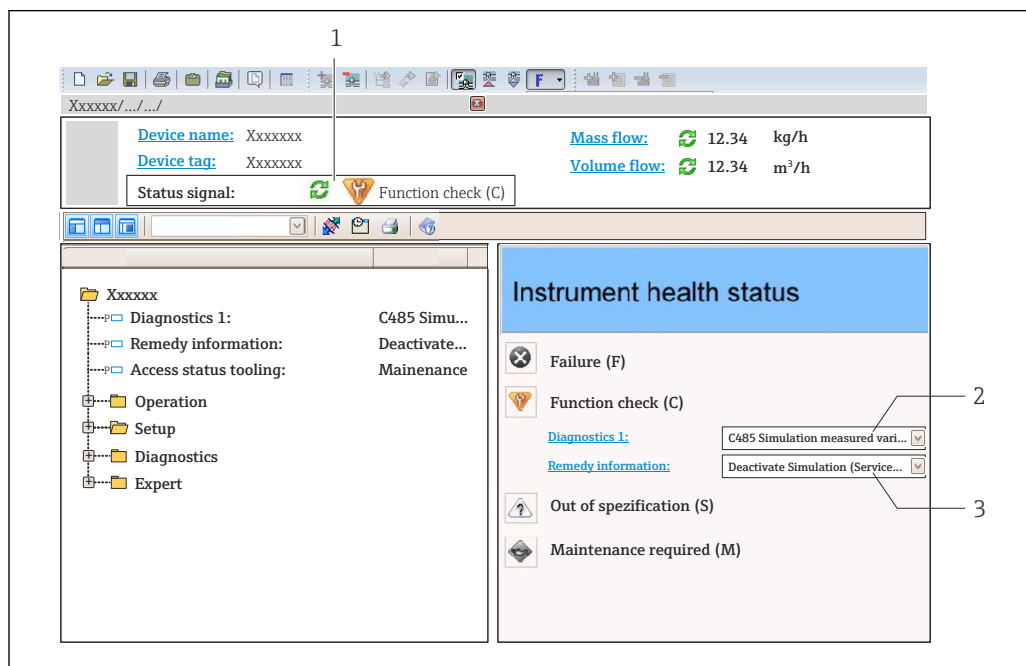 1
F
Xxxxxx/.../.../
Device name: Xxxxxxx
Mass flow: 12.34 kg/h
Device tag: Xxxxxxx
Volume flow: 12.34 m³/h
Status signal: Function check (C)
Xxxxxx
Diagnostics 1: C485 Simu...
Remedy information: Deactivate...
Access status tooling: Mainenance
Operation
Setup
Diagnostics
Expert
Instrument health status
Failure (F)
Function check (C)
2
Diagnostics 1: C485 Simulation measured vari...
Remedy information: Deactivate Simulation (Service...
Out of spezification (S)
3
Maintenance required (M)